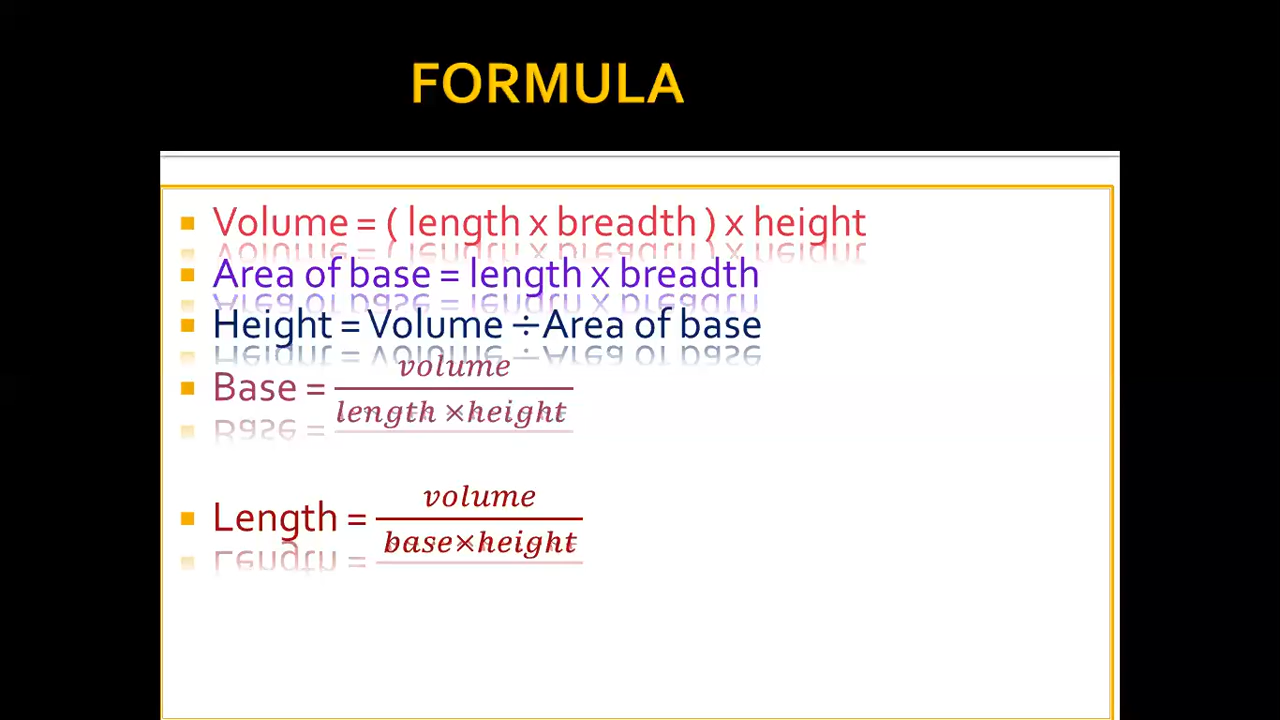 FORMULA
Volume = ( length x breadth ) x height
Area of base = length x breadth
Height = Volume ÷Area of base
Base = volume / length ×height
Length = volume / base×height